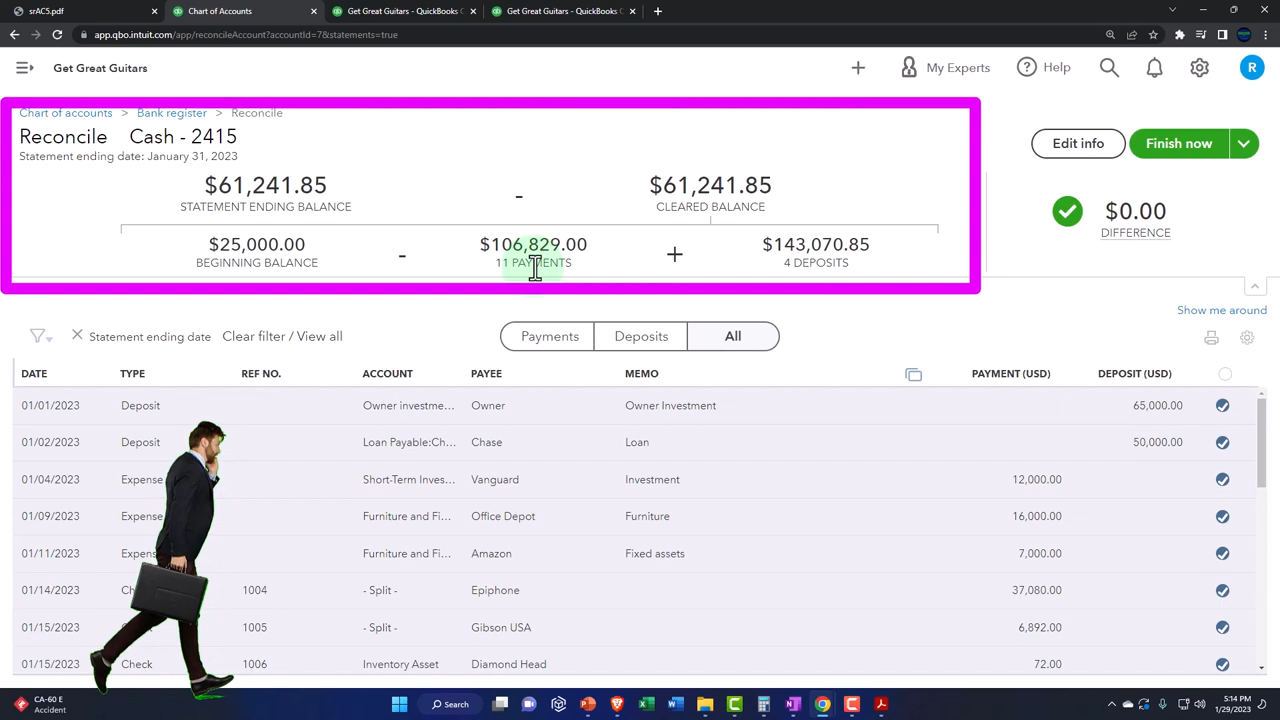 srAC5.pdf
Chart of Accounts
Get Great Guitars - QuickBooks C
Get Great Guitars - QuickBooks C
app.qbo.intuit.com/app/reconcileAccount?accountId=7&statements=true
Get Great Guitars
My Experts
Help
R
Chart of accounts > Bank register > Reconcile
Reconcile Cash - 2415
Statement ending date: January 31, 2023
Edit info
Finish now
$61,241.85 - $61,241.85
STATEMENT ENDING BALANCE CLEARED BALANCE
$0.00
DIFFERENCE
$25,000.00 - $106,829.00 + $143,070.85
BEGINNING BALANCE 11 PAYMENTS 4 DEPOSITS
Show me around
Statement ending date Clear filter / View all Payments Deposits All
DATE TYPE REF NO. ACCOUNT PAYEE MEMO PAYMENT (USD) DEPOSIT (USD)
01/01/2023 Deposit Owner investme... Owner Owner Investment 65,000.00
01/02/2023 Deposit Loan Payable:Ch... Chase Loan 50,000.00
01/04/2023 Expense Short-Term Inves... Vanguard Investment 12,000.00
01/09/2023 Expense Furniture and Fi... Office Depot Furniture 16,000.00
01/11/2023 Expens Furniture and Fi... Amazon Fixed assets 7,000.00
01/14/2023 Ch 1004 - Split - Epiphone 37,080.00
01/15/2023 1005 - Split - Gibson USA 6,892.00
01/15/2023 Check 1006 Inventory Asset Diamond Head 72.00
CA-60 E
Accident
Search
5:14 PM
1/29/2023